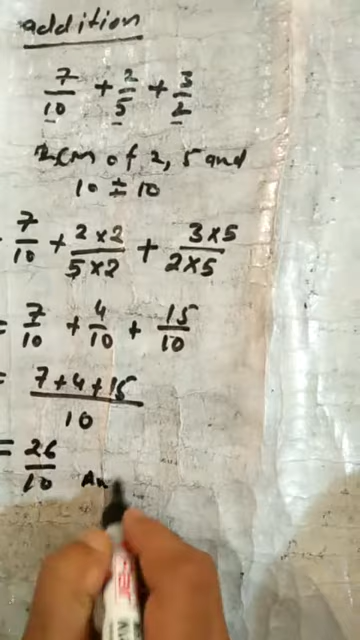 addition
7/10 + 2/5 + 3/2
LCM of 2, 5 and
10 = 10
7/10 + 2×2/5×2 + 3×5/2×5
= 7/10 + 4/10 + 15/10
= 7+4+15/10
= 26/10 An